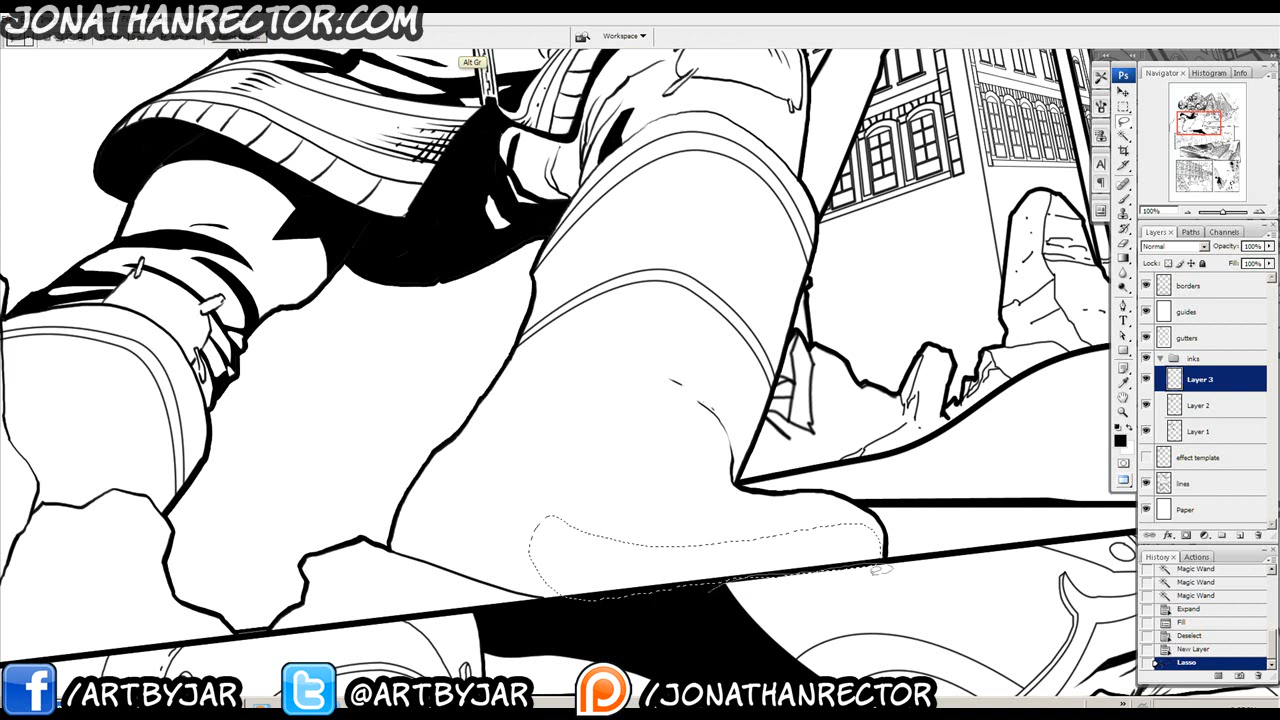 JONATHANRECTOR.COM
Workspace
Alt Gr
Ps
Navigator × Histogram Info
100%
Layers × Paths Channels
Normal Opacity: 100%
Lock: Fill: 100%
borders
guides
gutters
inks
Layer 3
Layer 2
Layer 1
effect template
lines
Paper
History × Actions
Magic Wand
Magic Wand
Magic Wand
Expand
Fill
Deselect
New Layer
Lasso
/ARTBYJAR @ARTBYJAR /JONATHANRECTOR